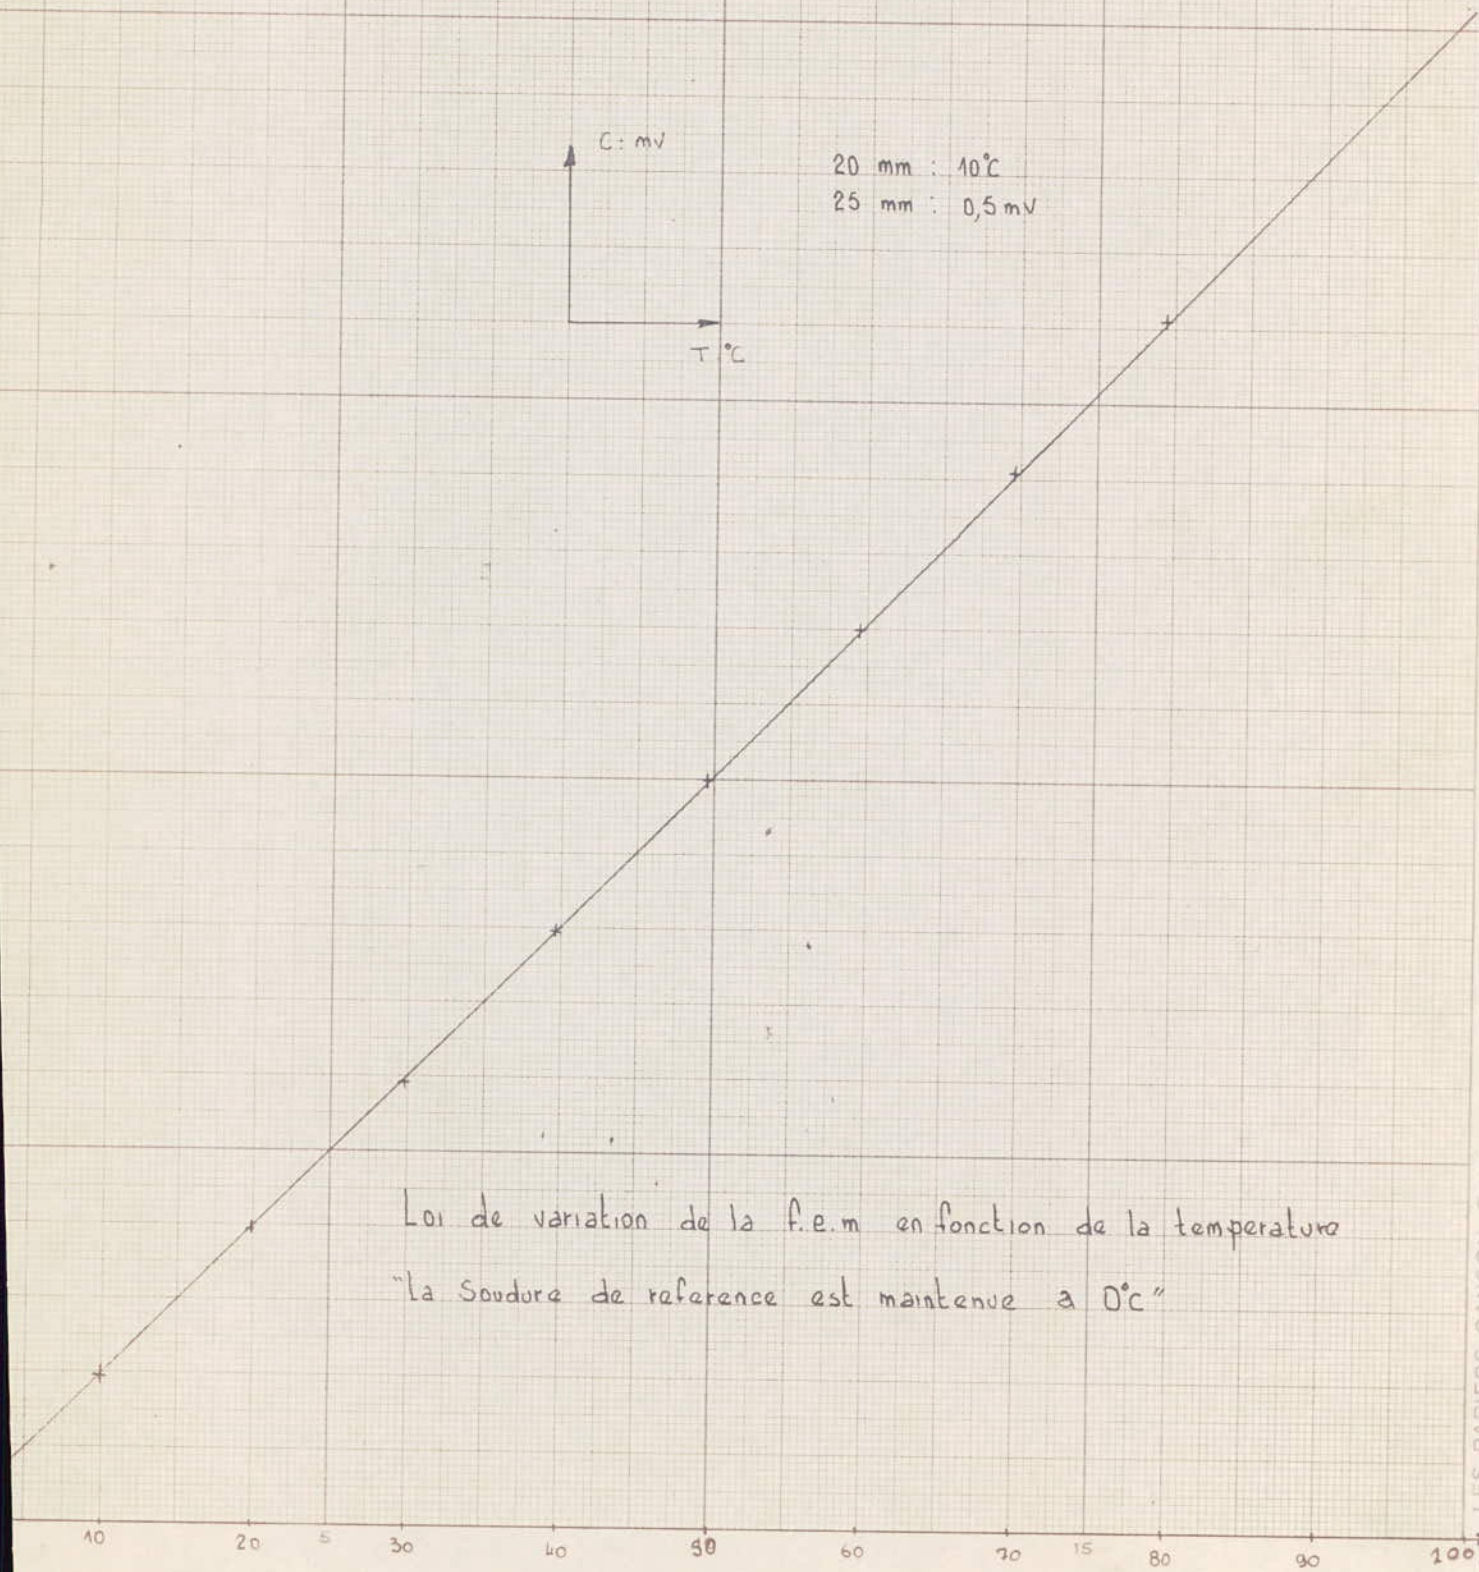 C: mV
20 mm : 10°C
25 mm : 0,5 mV
T °C
Loi de variation de la f.e.m en fonction de la temperature
"la Soudure de reference est maintenue a 0°C"
10 20 5 30 40 50 60 70 15 80 90 100